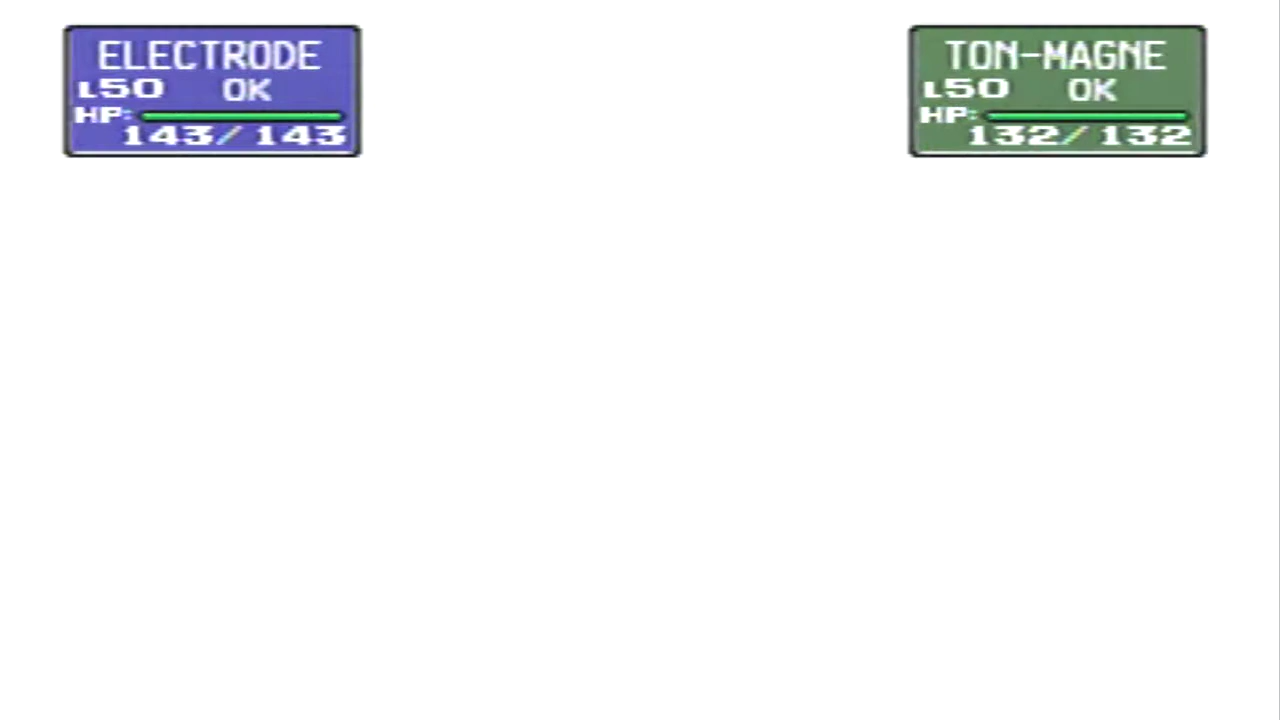 ELECTRODE
L50 OK
HP:
143/ 143
TON-MAGNE
L50 OK
HP:
132/ 132